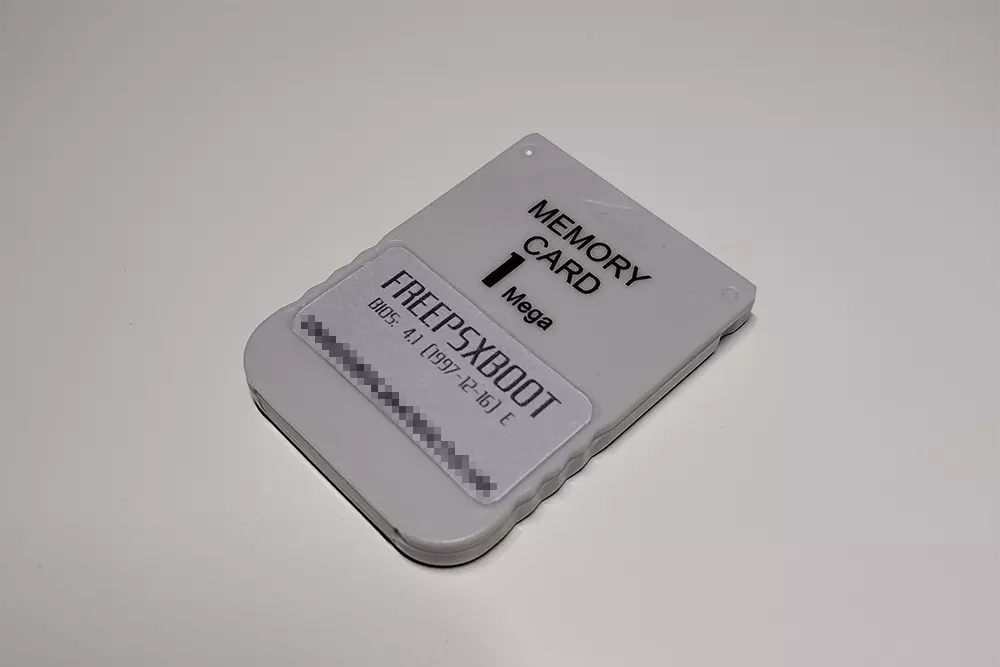 MEMORY
CARD
1 Mega
FREEPSXBOOT
BIOS: 4.1 (1997-12-16) E